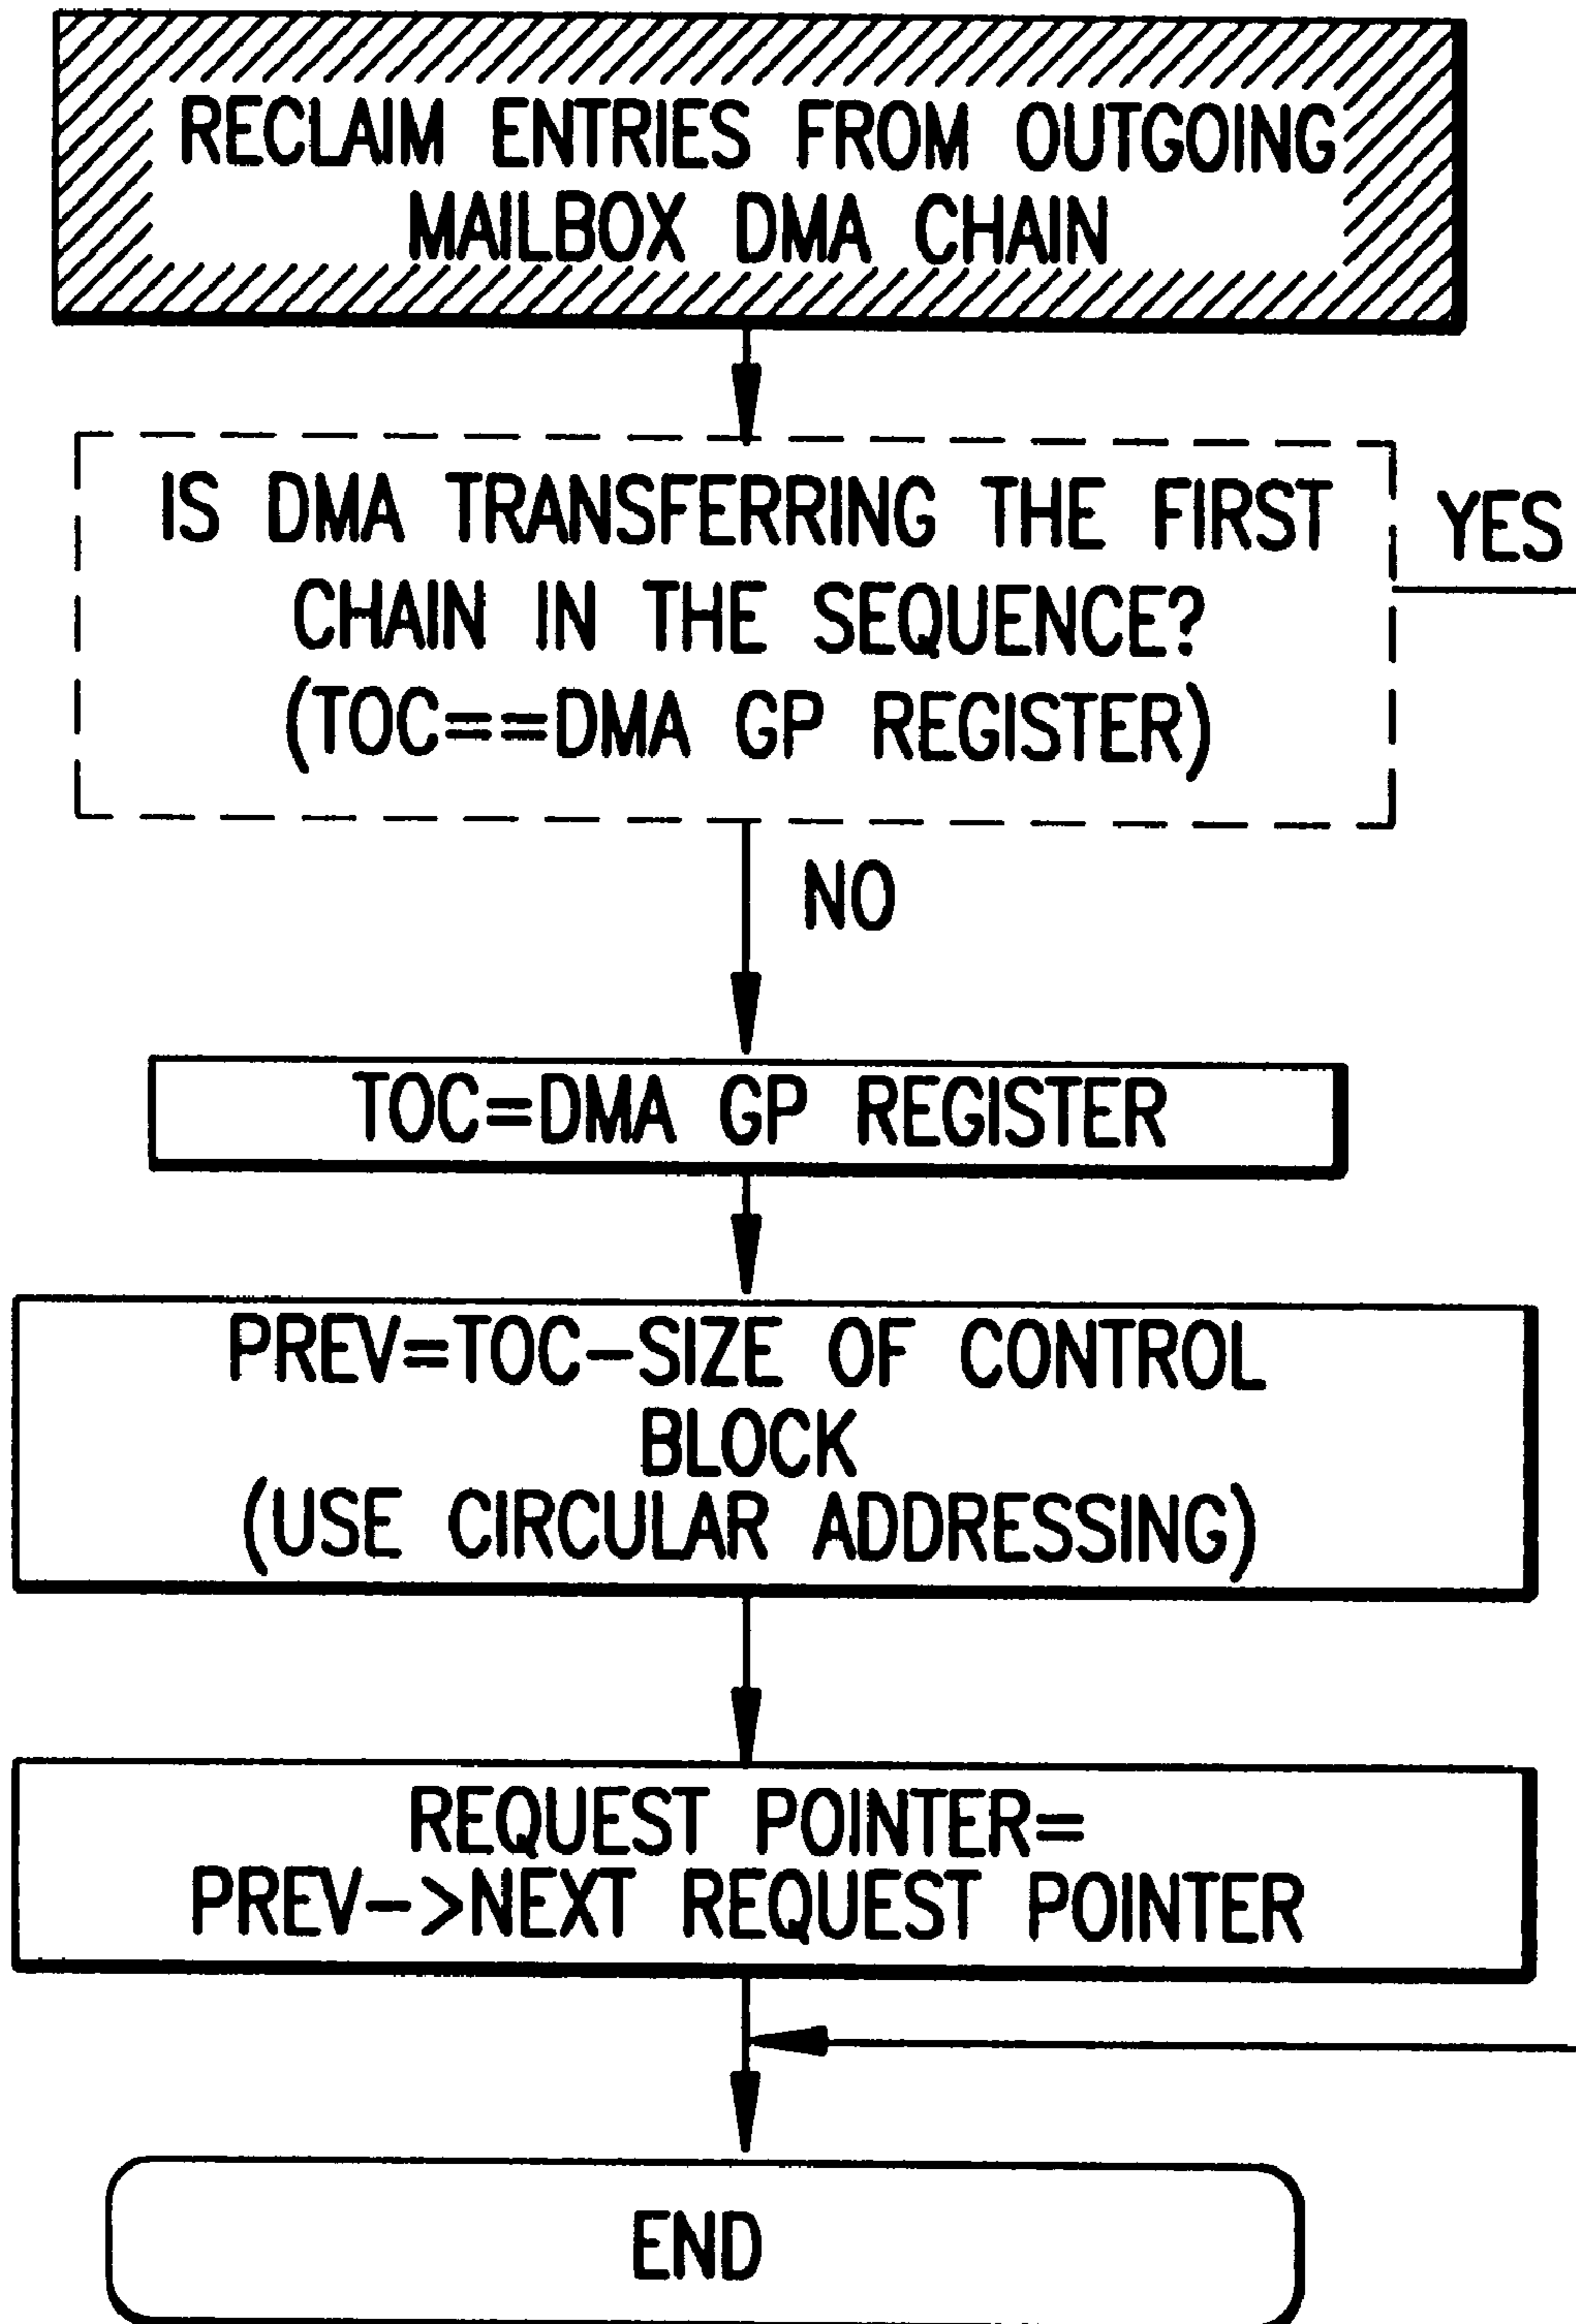 RECLAIM ENTRIES FROM OUTGOING
MAILBOX DMA CHAIN
IS DMA TRANSFERRING THE FIRST
CHAIN IN THE SEQUENCE?
(TOC==DMA GP REGISTER)
YES
NO
TOC=DMA GP REGISTER
PREV=TOC-SIZE OF CONTROL
BLOCK
(USE CIRCULAR ADDRESSING)
REQUEST POINTER=
PREV->NEXT REQUEST POINTER
END